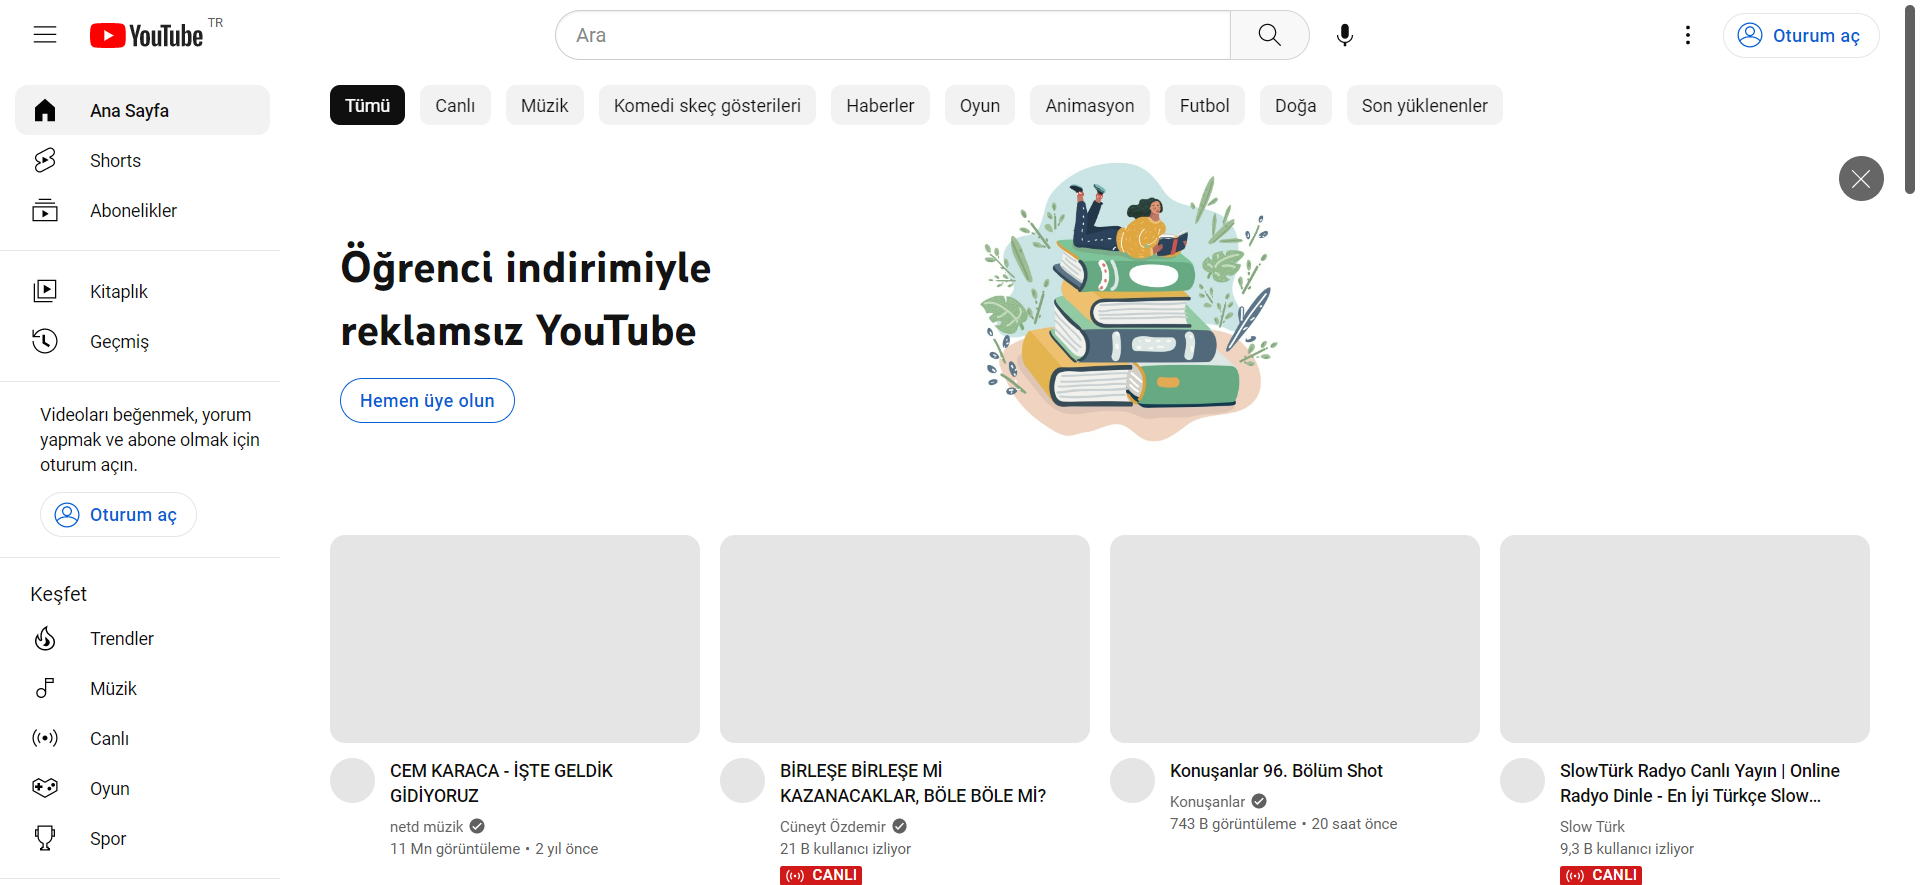 YouTube TR
Ara
Oturum aç
Ana Sayfa
Shorts
Abonelikler
Kitaplık
Geçmiş
Videoları beğenmek, yorum
yapmak ve abone olmak için
oturum açın.
Oturum aç
Keşfet
Trendler
Müzik
Canlı
Oyun
Spor
Tümü
Canlı
Müzik
Komedi skeç gösterileri
Haberler
Oyun
Animasyon
Futbol
Doğa
Son yüklenenler
Öğrenci indirimiyle
reklamsız YouTube
Hemen üye olun
CEM KARACA - İŞTE GELDİK
GİDİYORUZ
netd müzik
11 Mn görüntüleme • 2 yıl önce
BİRLEŞE BİRLEŞE Mİ
KAZANACAKLAR, BÖLE BÖLE Mİ?
Cüneyt Özdemir
21 B kullanıcı izliyor
CANLI
Konuşanlar 96. Bölüm Shot
Konuşanlar
743 B görüntüleme • 20 saat önce
SlowTürk Radyo Canlı Yayın | Online
Radyo Dinle - En İyi Türkçe Slow...
Slow Türk
9,3 B kullanıcı izliyor
CANLI